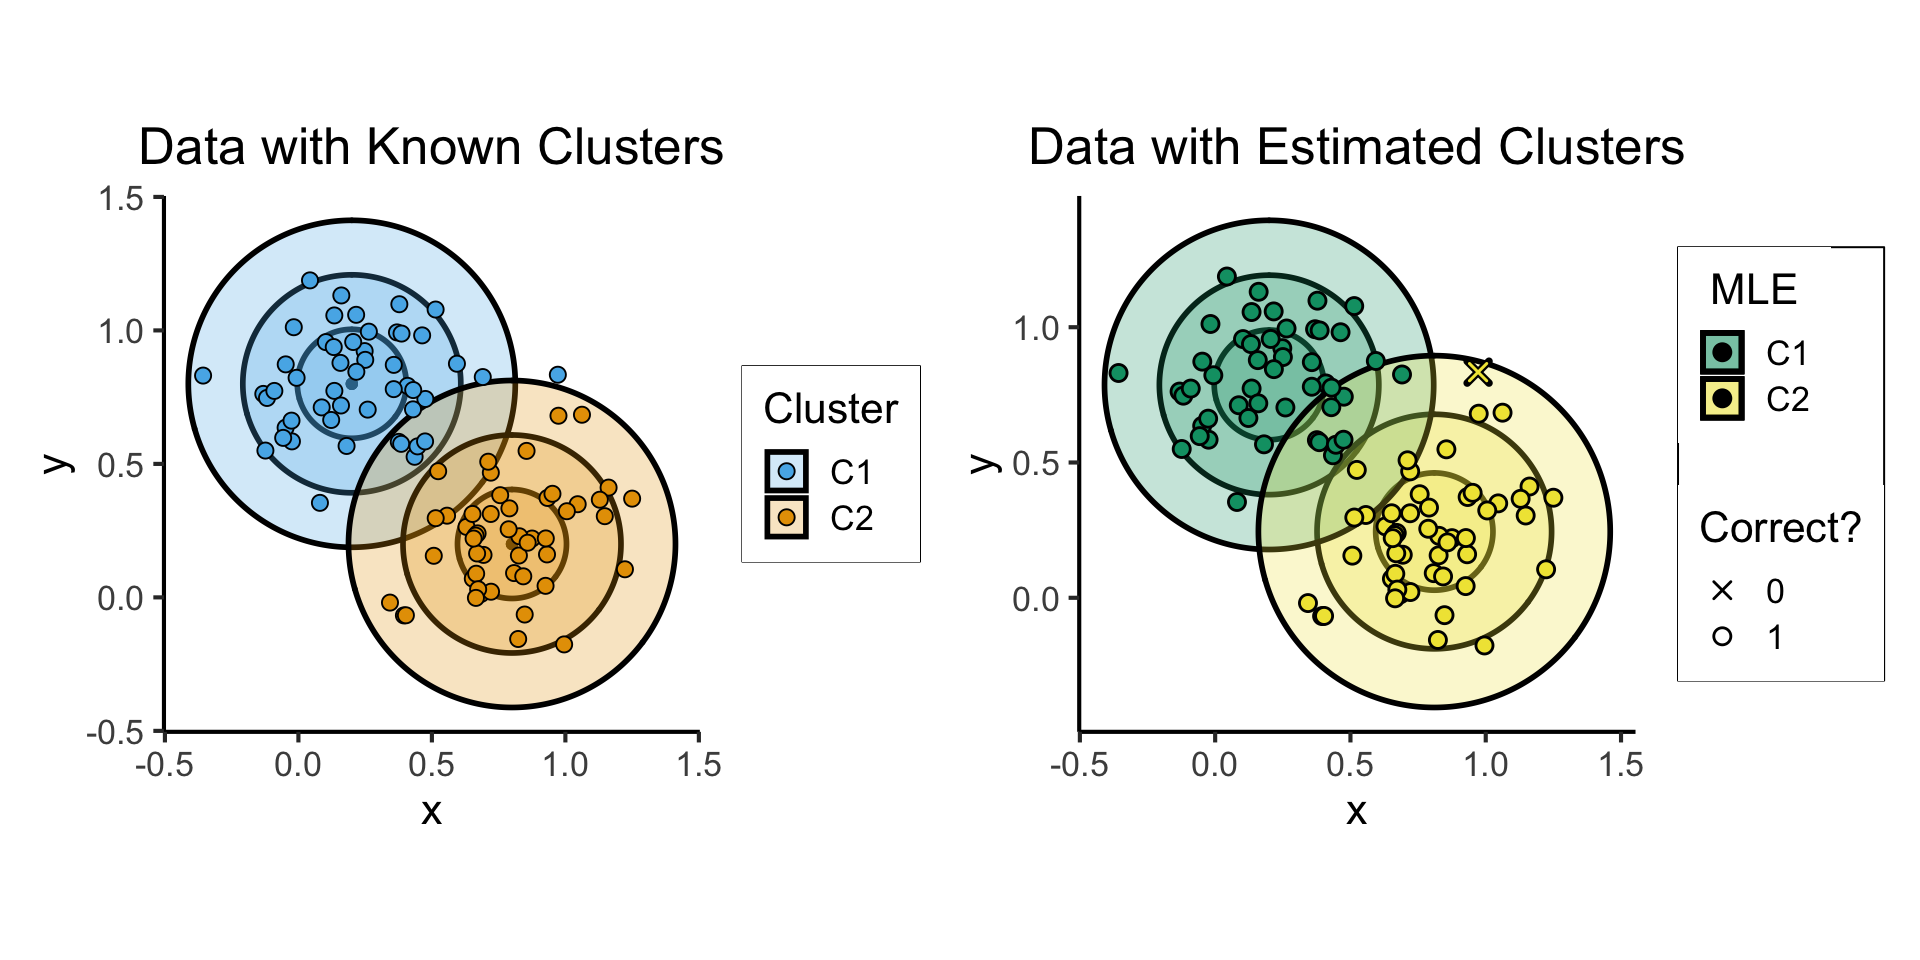 Data with Known Clusters
1.5
1.0
0.5
0.0
-0.5
y
-0.5 0.0 0.5 1.0 1.5
x
Cluster
C1
C2
Data with Estimated Clusters
1.0
0.5
0.0
y
-0.5 0.0 0.5 1.0 1.5
x
MLE
C1
C2
Correct?
0
1